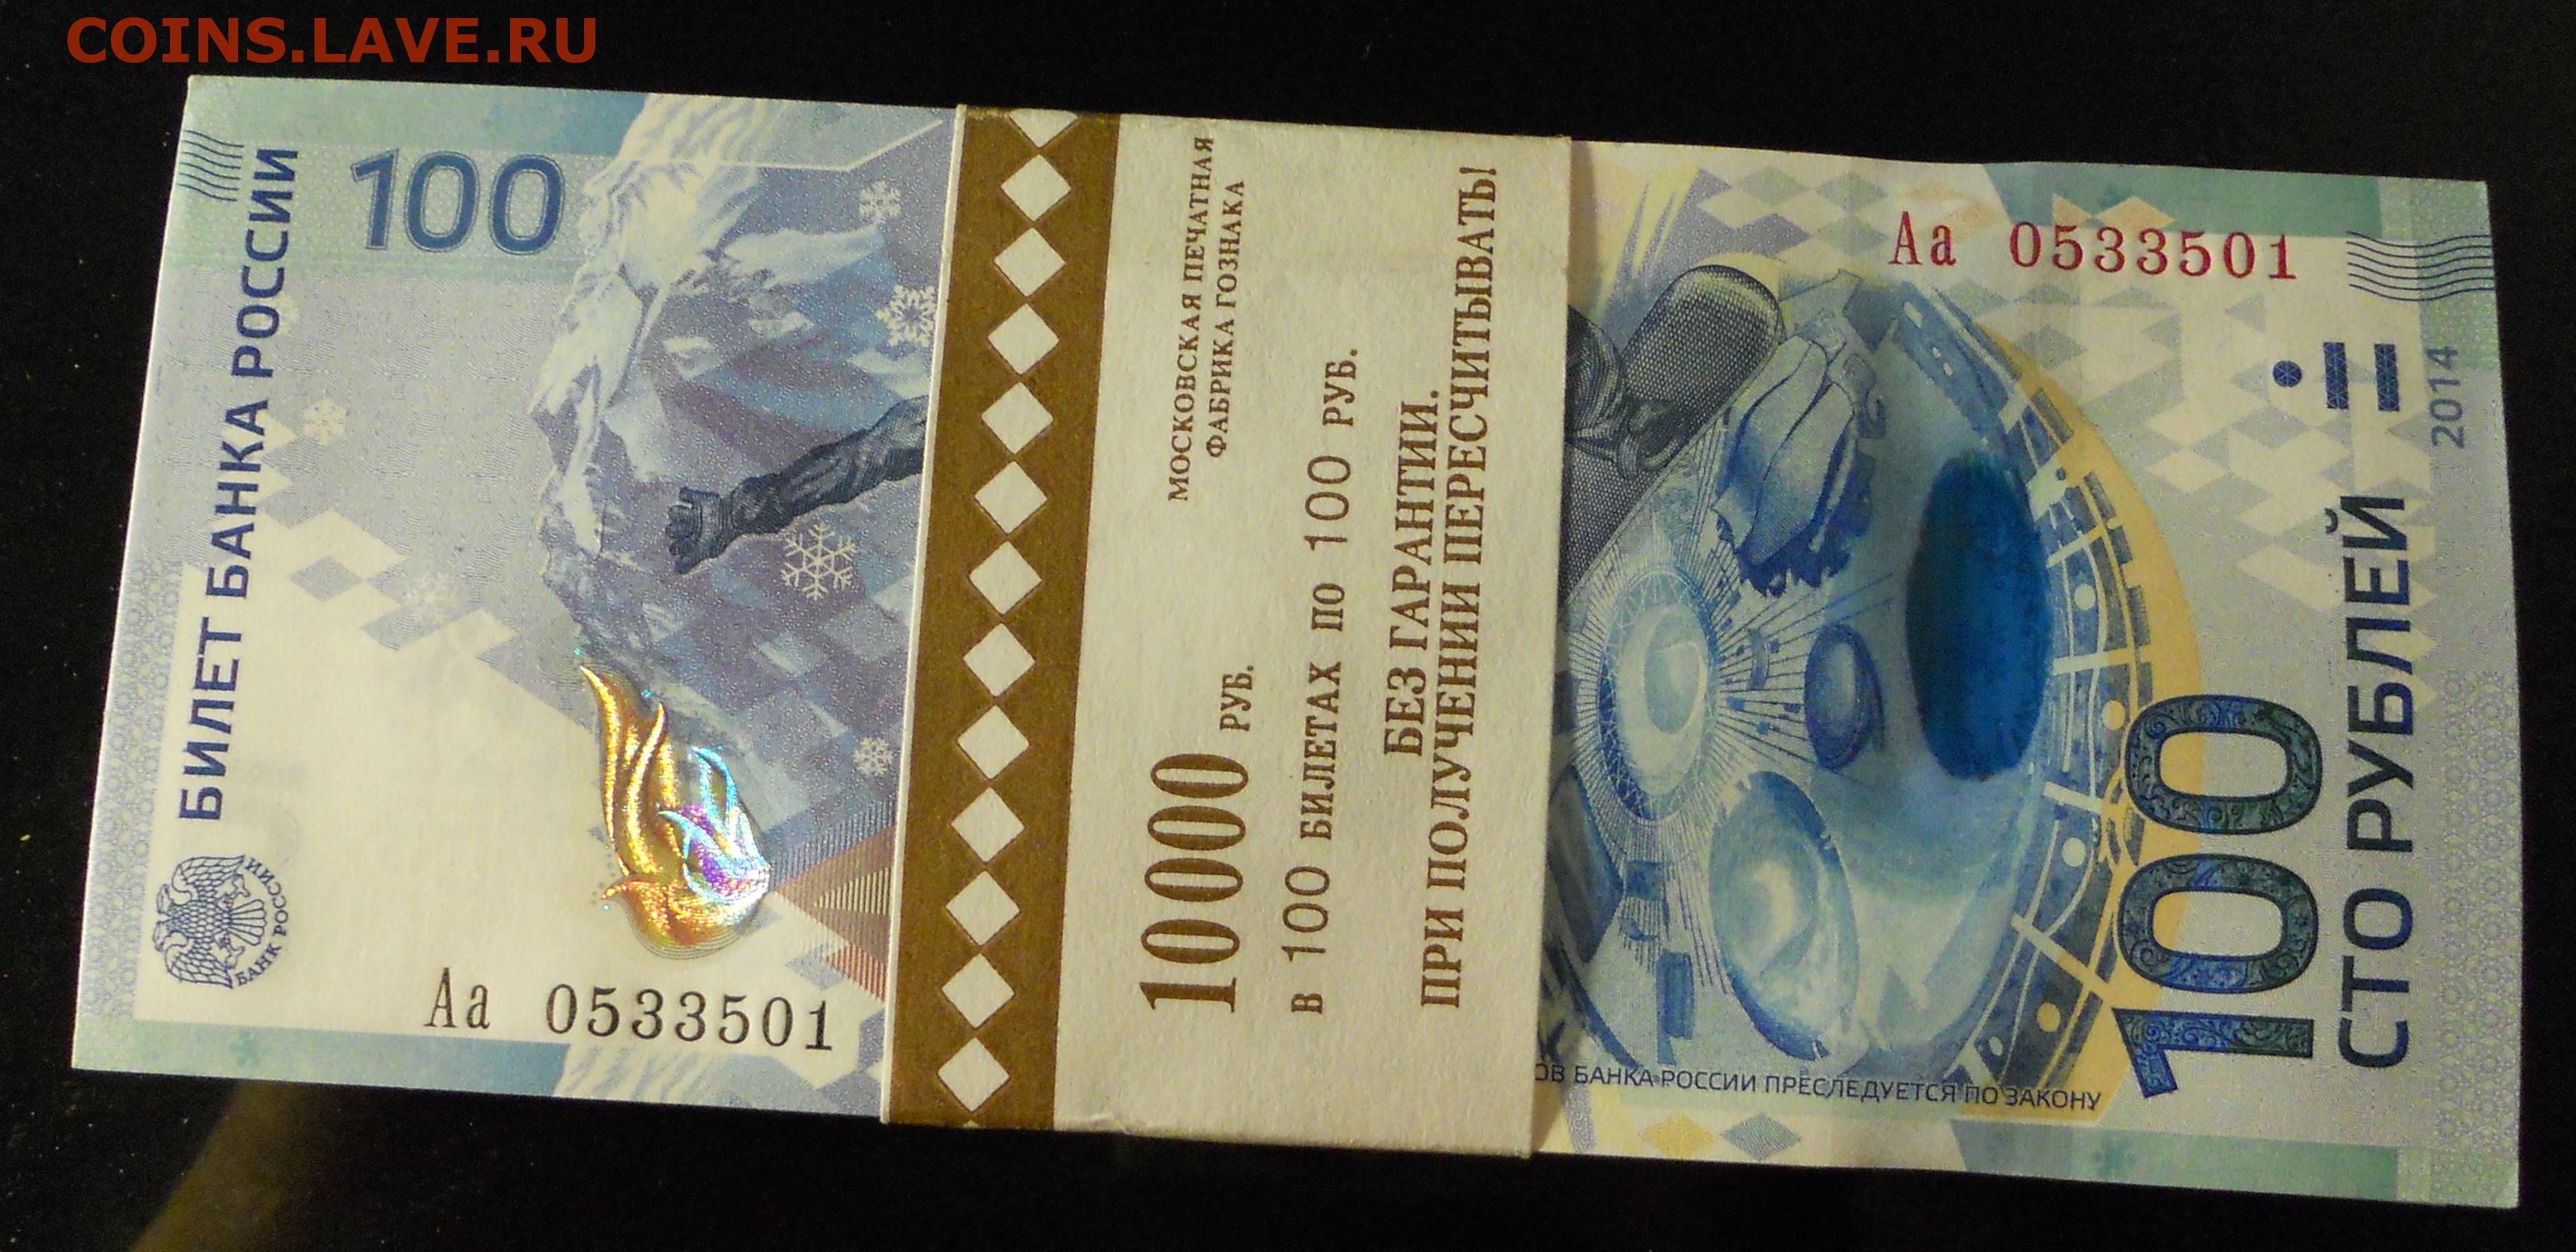 COINS.LAVE.RU
БИЛЕТ БАНКА РОССИИ
100
БАНК РОССИИ
Аа 0533501
МОСКОВСКАЯ ПЕЧАТНАЯ
ФАБРИКА ГОЗНАКА
10000 РУБ.
В 100 БИЛЕТАХ ПО 100 РУБ.
БЕЗ ГАРАНТИИ.
ПРИ ПОЛУЧЕНИИ ПЕРЕСЧИТЫВАТЬ!
Аа 0533501
БАНКА РОССИИ ПРЕСЛЕДУЕТСЯ ПО ЗАКОНУ
100
СТО РУБЛЕЙ
2014